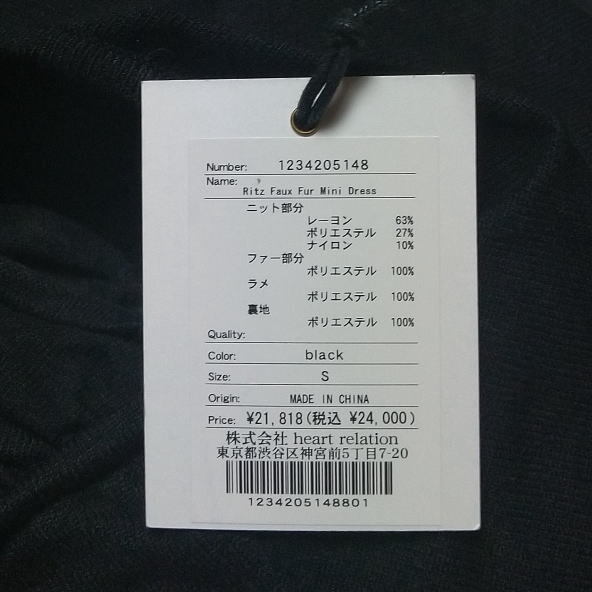 Number: 1234205148
Name:
Ritz Faux Fur Mini Dress
ニット部分
レーヨン 63%
ポリエステル 27%
ナイロン 10%
ファー部分
ポリエステル 100%
ラメ
ポリエステル 100%
裏地
ポリエステル 100%
Quality:
Color: black
Size: S
Origin: MADE IN CHINA
Price: ¥21,818(税込 ¥24,000)
株式会社 heart relation
東京都渋谷区神宮前5丁目7-20
1234205148801